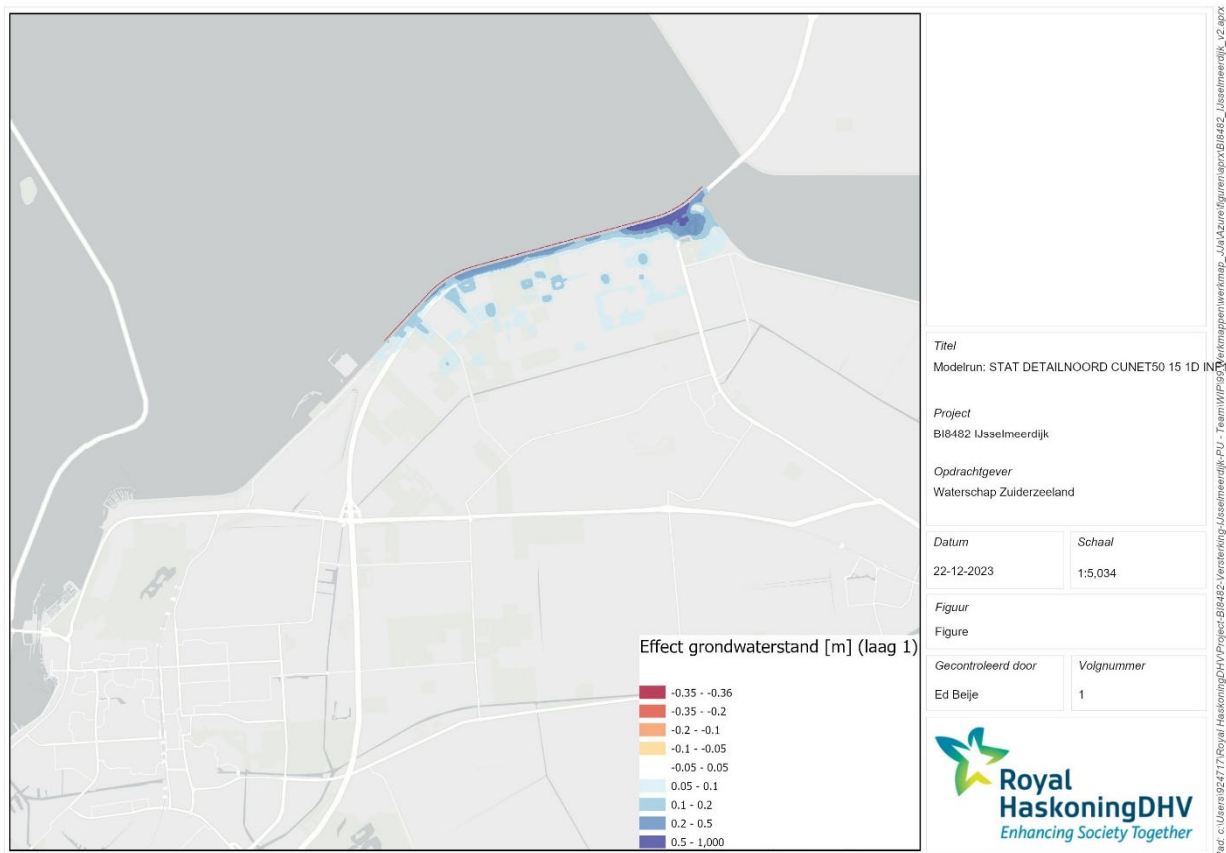 Titel
Modelrun: STAT DETAILNOORD CUNET50 15 1D
Project
BI8482 IJsselmeerdijk
Opdrachtgever
Waterschap Zuiderzeeland
Datum
22-12-2023
Schaal
1:5,034
Figuur
Figure
Gecontroleerd door
Ed Beije
Volgnummer
1
Effect grondwaterstand [m] (laag 1)
-0.35 - -0.36
-0.35 - -0.2
-0.2 - -0.1
-0.1 - -0.05
-0.05 - 0.05
0.05 - 0.1
0.1 - 0.2
0.2 - 0.5
0.5 - 1,000
Royal
HaskoningDHV
Enhancing Society Together